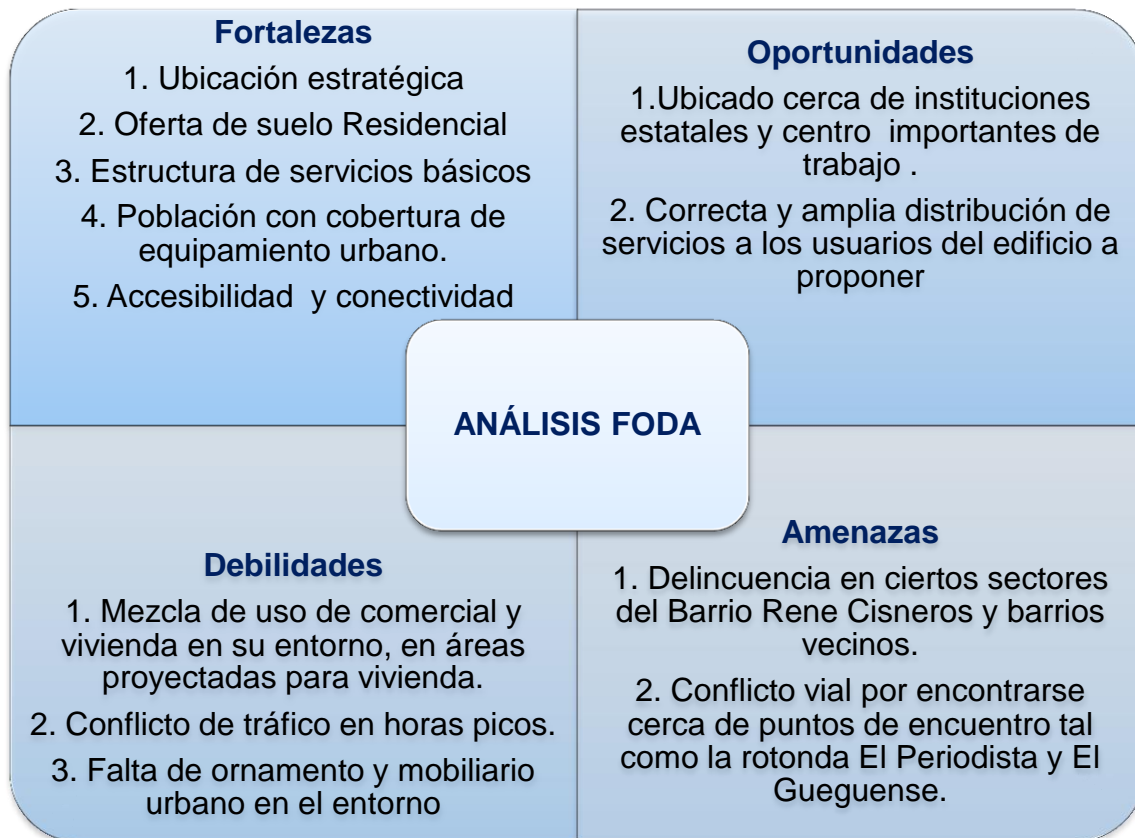 Fortalezas
1. Ubicación estratégica
2. Oferta de suelo Residencial
3. Estructura de servicios básicos
4. Población con cobertura de
equipamiento urbano.
5. Accesibilidad y conectividad
Oportunidades
1.Ubicado cerca de instituciones
estatales y centro importantes de
trabajo .
2. Correcta y amplia distribución de
servicios a los usuarios del edificio a
proponer
ANÁLISIS FODA
Debilidades
1. Mezcla de uso de comercial y
vivienda en su entorno, en áreas
proyectadas para vivienda.
2. Conflicto de tráfico en horas picos.
3. Falta de ornamento y mobiliario
urbano en el entorno
Amenazas
1. Delincuencia en ciertos sectores
del Barrio Rene Cisneros y barrios
vecinos.
2. Conflicto vial por encontrarse
cerca de puntos de encuentro tal
como la rotonda El Periodista y El
Gueguense.